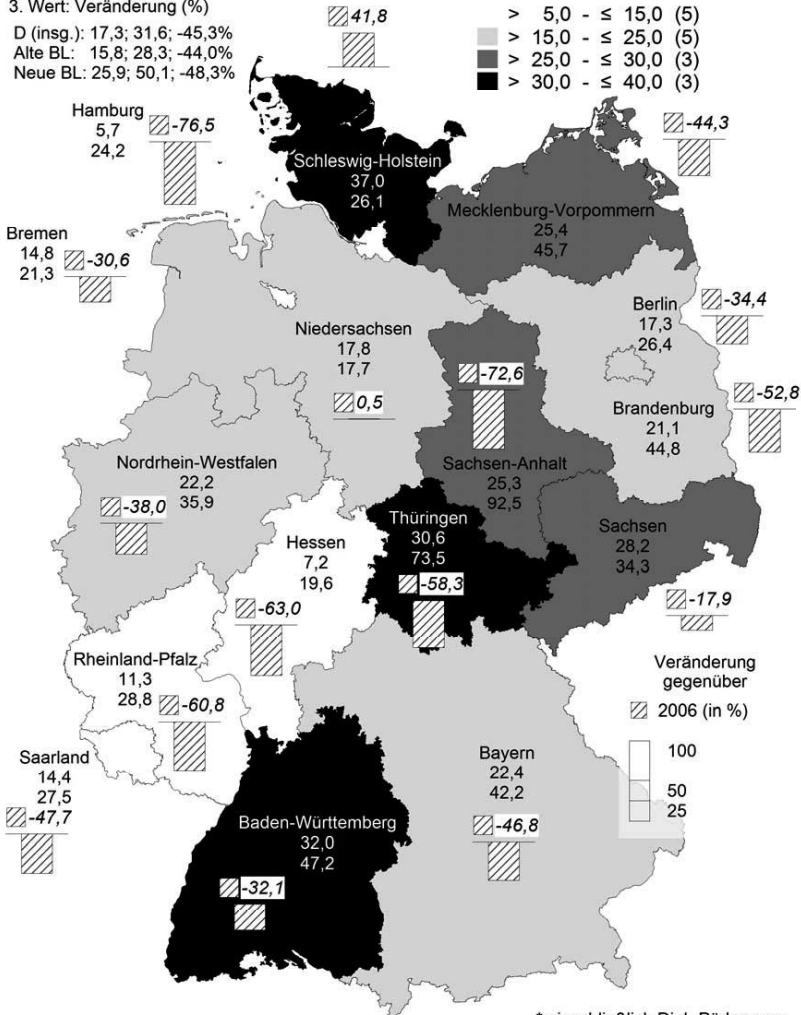 3. Wert: Veränderung (%)
D (insg.): 17,3; 31,6; -45,3%
Alte BL: 15,8; 28,3; -44,0%
Neue BL: 25,9; 50,1; -48,3%
41,8
> 5,0 - ≤ 15,0 (5)
> 15,0 - ≤ 25,0 (5)
> 25,0 - ≤ 30,0 (3)
> 30,0 - ≤ 40,0 (3)
Hamburg
5,7
24,2
-76,5
-44,3
Schleswig-Holstein
37,0
26,1
Mecklenburg-Vorpommern
25,4
45,7
Bremen
14,8
21,3
-30,6
Berlin
17,3
26,4
-34,4
Niedersachsen
17,8
17,7
0,5
-72,6
-52,8
Brandenburg
21,1
44,8
Nordrhein-Westfalen
22,2
35,9
-38,0
Sachsen-Anhalt
25,3
92,5
Thüringen
30,6
73,5
-58,3
Sachsen
28,2
34,3
-17,9
Hessen
7,2
19,6
-63,0
Rheinland-Pfalz
11,3
28,8
-60,8
Veränderung
gegenüber
2006 (in %)
100
50
25
Saarland
14,4
27,5
-47,7
Bayern
22,4
42,2
-46,8
Baden-Württemberg
32,0
47,2
-32,1